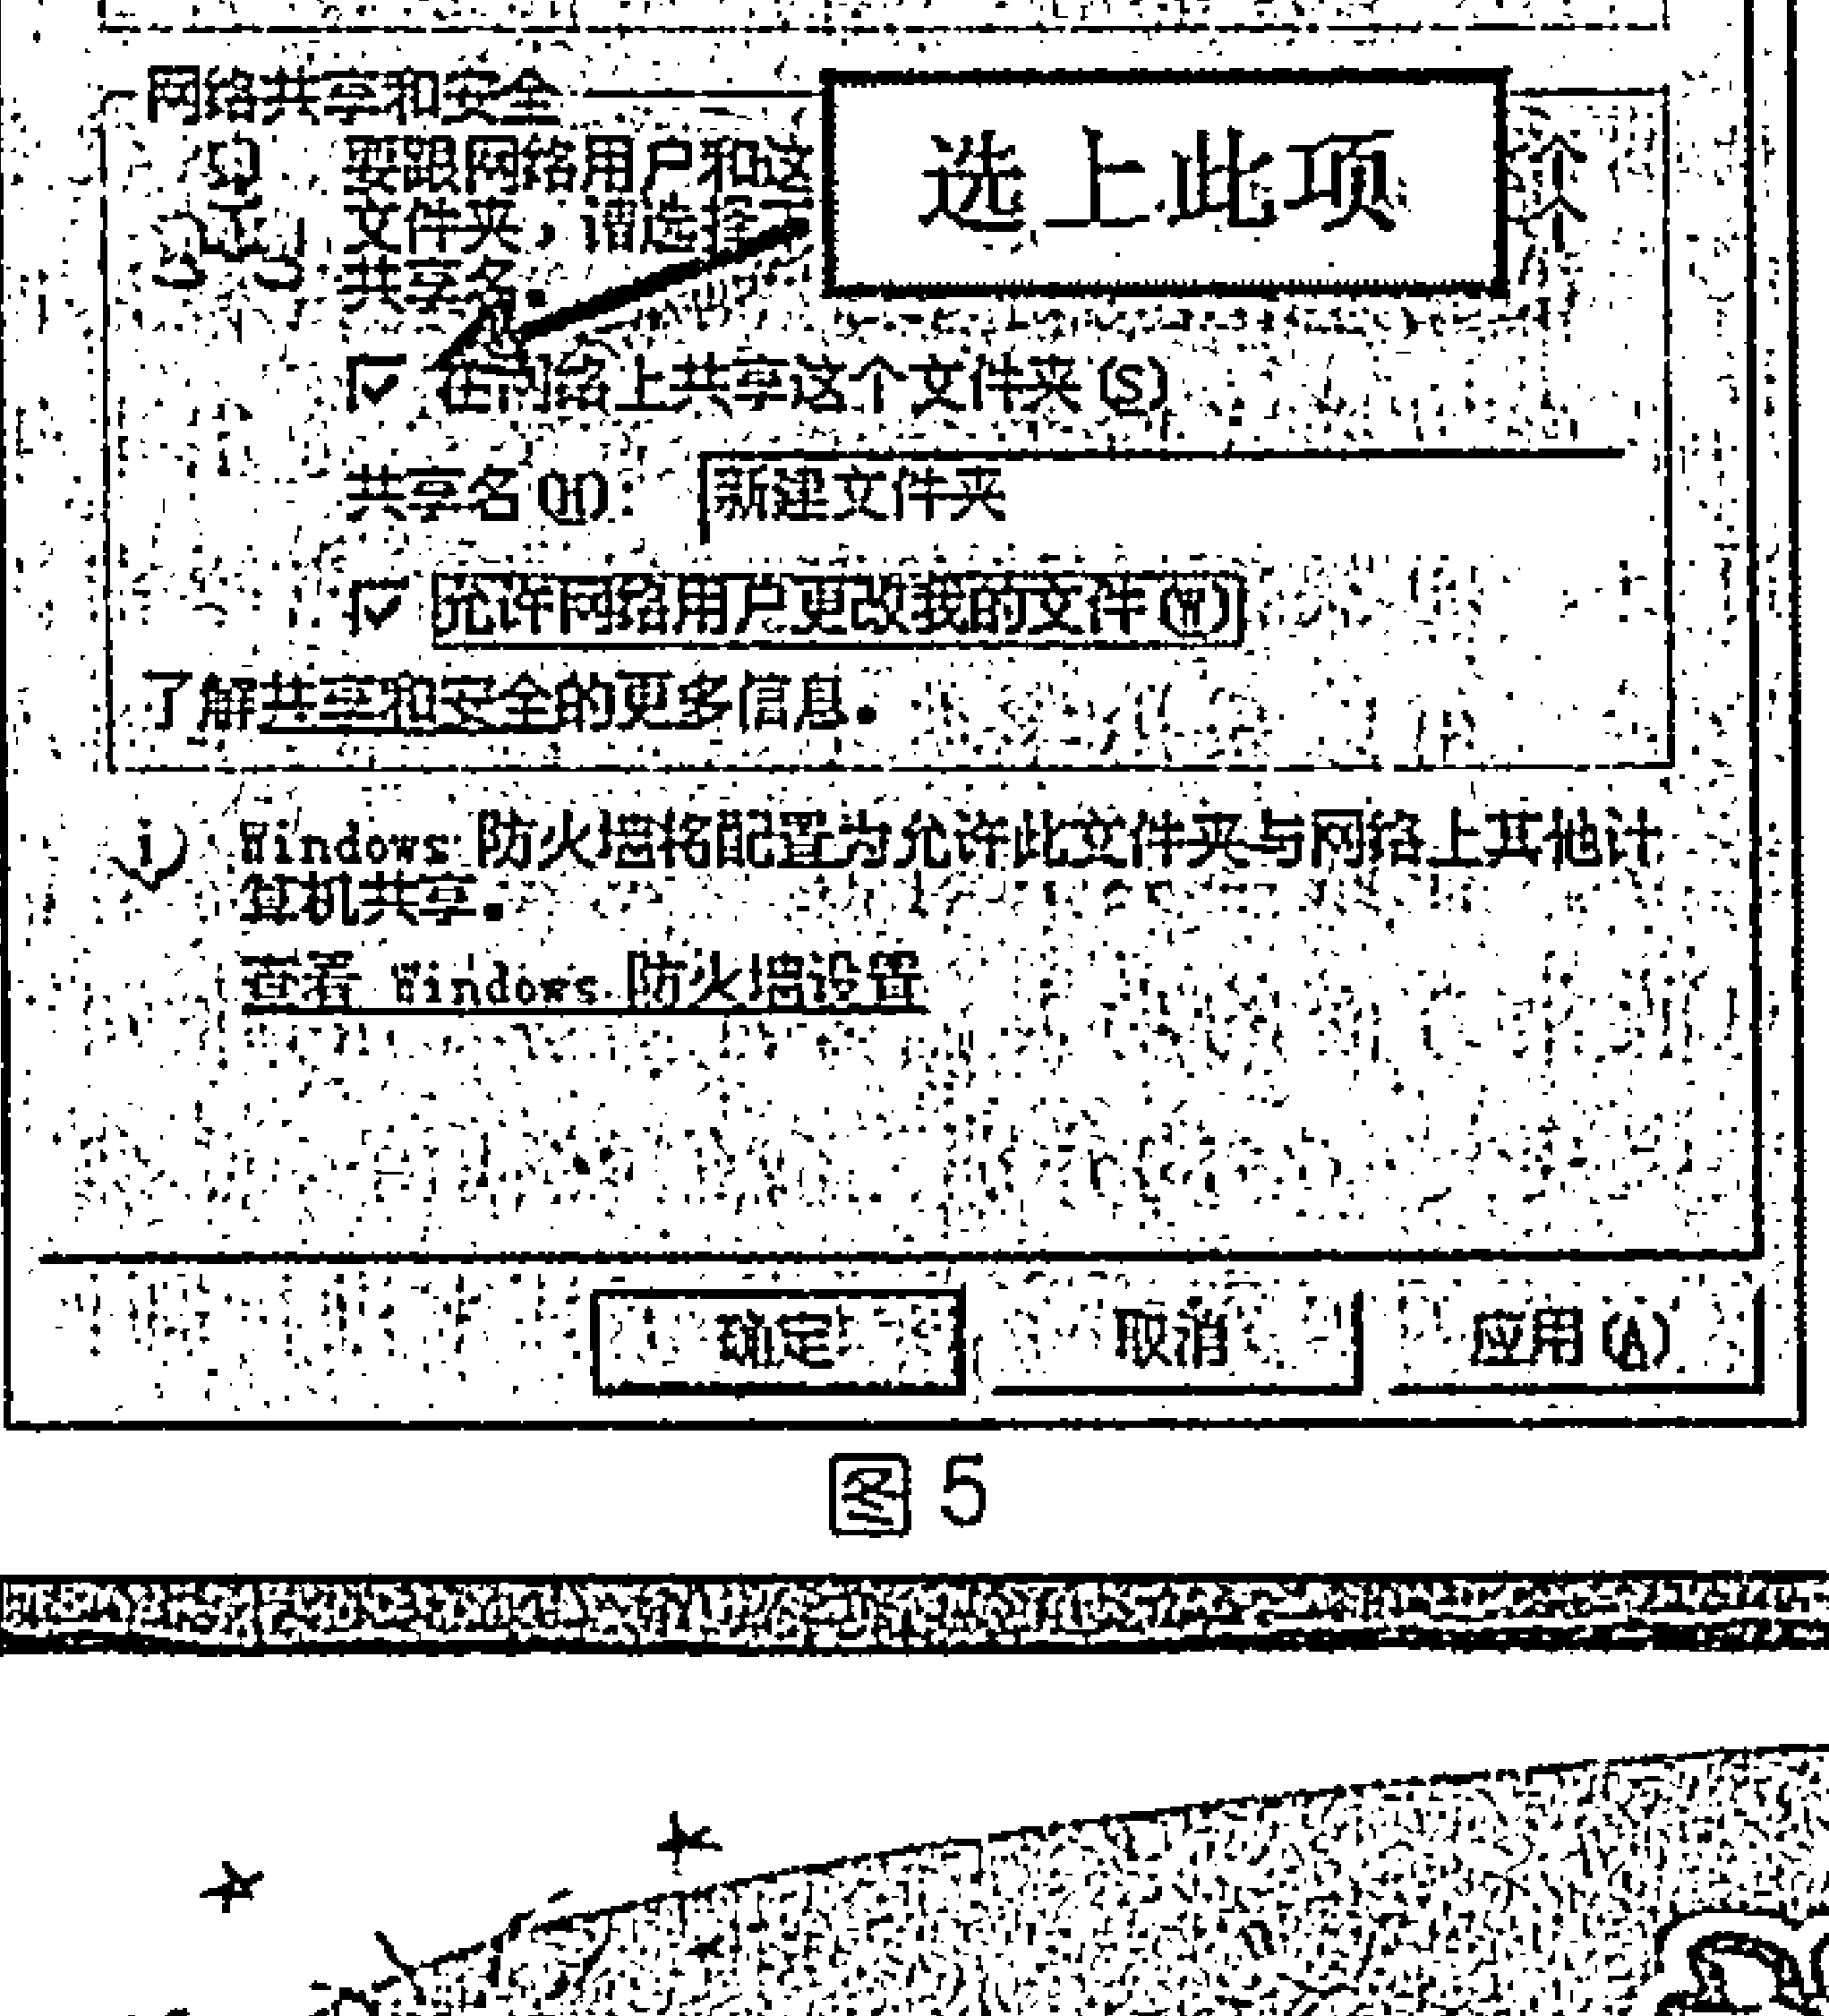 网络共享和安全
选上此项
要跟网络用户和这个
文件夹，请选择下个
共享名。
在网络上共享这个文件夹(S)
共享名(H): 新建文件夹
允许网络用户更改我的文件(W)
了解共享和安全的更多信息。
Windows 防火墙将配置为允许此文件夹与网络上其他计
算机共享。
查看 Windows 防火墙设置
确定 取消 应用(A)
图 5